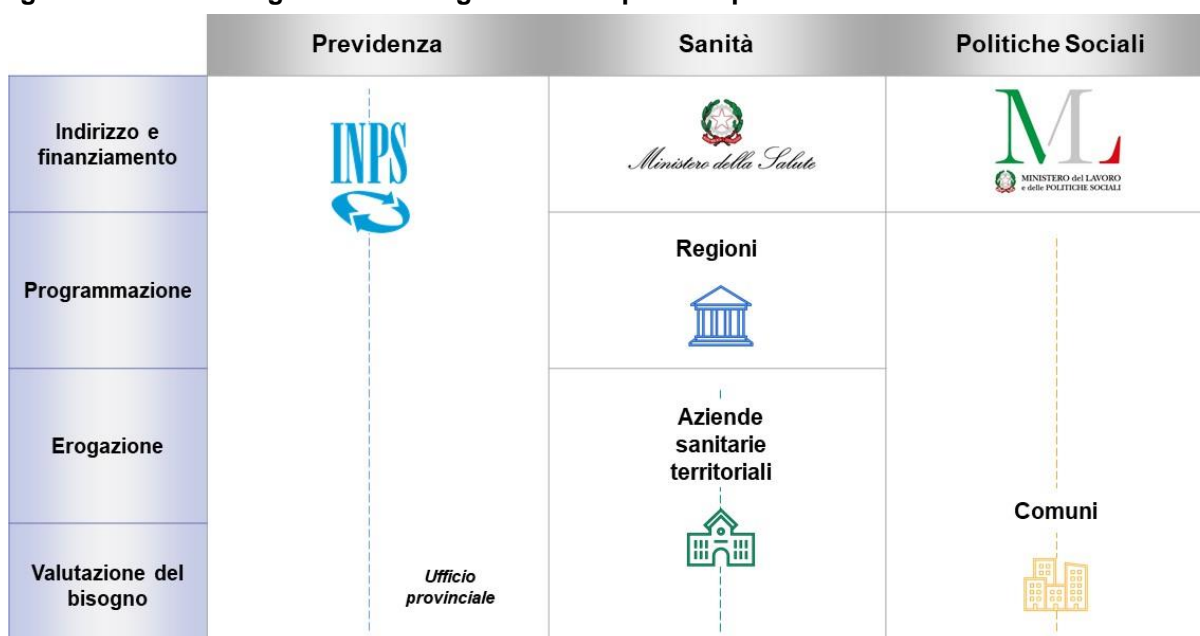 Previdenza
Sanità
Politiche Sociali
Indirizzo e
finanziamento
INPS
Ministero della Salute
ML
MINISTERO del LAVORO
e delle POLITICHE SOCIALI
Programmazione
Regioni
Erogazione
Aziende
sanitarie
territoriali
Comuni
Valutazione del
bisogno
Ufficio
provinciale